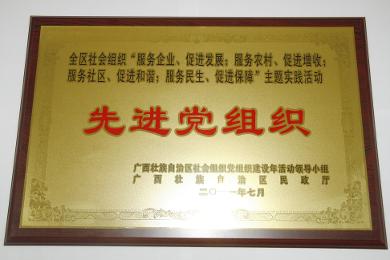 全区社会组织“服务企业、促进发展；服务农村、促进增收；
服务社区、促进和谐；服务民生、促进保障”主题实践活动
先进党组织
广西壮族自治区社会组织党组织建设年活动领导小组
广西壮族自治区民政厅
二〇一一年七月